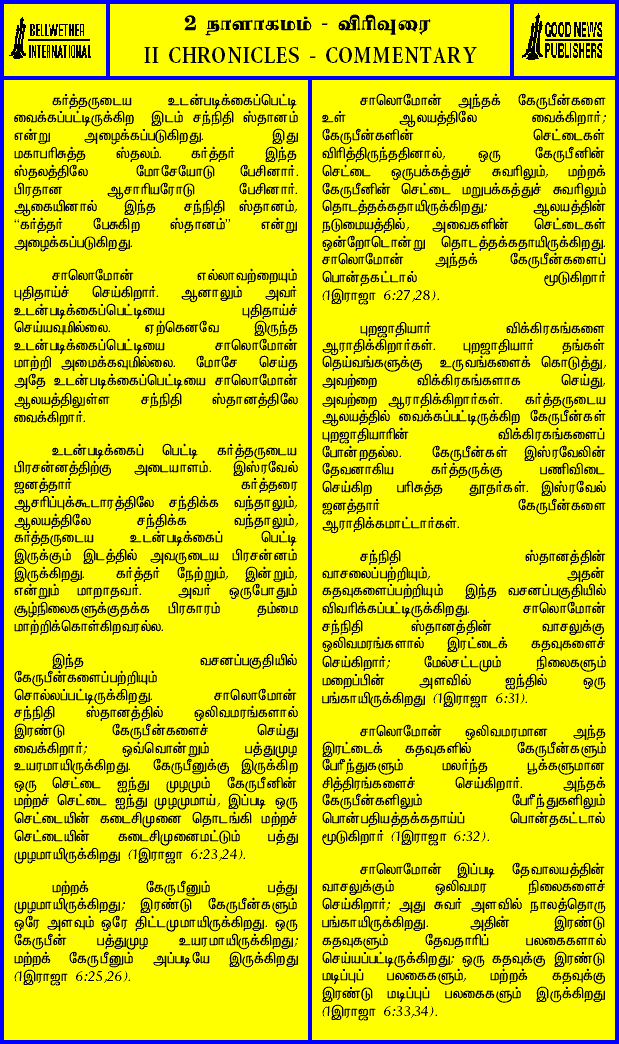 BELLWETHER
INTERNATIONAL
2 நாளாகமம் - விரிவுரை
II CHRONICLES - COMMENTARY
GOOD NEWS
PUBLISHERS
கர்த்தருடைய உடன்படிக்கைப்பெட்டி
வைக்கப்பட்டிருக்கிற இடம் சந்நிதி ஸ்தானம்
என்று அழைக்கப்படுகிறது. இது
மகாபரிசுத்த ஸ்தலம். கர்த்தர் இந்த
ஸ்தலத்திலே மோசேயோடு பேசினார்.
பிரதான ஆசாரியரோடு பேசினார்.
ஆகையினால் இந்த சந்நிதி ஸ்தானம்,
“கர்த்தர் பேசுகிற ஸ்தானம்” என்று
அழைக்கப்படுகிறது.
சாலொமோன் எல்லாவற்றையும்
புதிதாய்ச் செய்கிறார். ஆனாலும் அவர்
உடன்படிக்கைப்பெட்டியை புதிதாய்ச்
செய்யவுமில்லை. ஏற்கெனவே இருந்த
உடன்படிக்கைப்பெட்டியை சாலொமோன்
மாற்றி அமைக்கவுமில்லை. மோசே செய்த
அதே உடன்படிக்கைப்பெட்டியை சாலொமோன்
ஆலயத்திலுள்ள சந்நிதி ஸ்தானத்திலே
வைக்கிறார்.
உடன்படிக்கைப் பெட்டி கர்த்தருடைய
பிரசன்னத்திற்கு அடையாளம். இஸ்ரவேல்
ஜனத்தார் கர்த்தரை
ஆசரிப்புக்கூடாரத்திலே சந்திக்க வந்தாலும்,
ஆலயத்திலே சந்திக்க வந்தாலும்,
கர்த்தருடைய உடன்படிக்கைப் பெட்டி
இருக்கும் இடத்தில் அவருடைய பிரசன்னம்
இருக்கிறது. கர்த்தர் நேற்றும், இன்றும்,
என்றும் மாறாதவர். அவர் ஒருபோதும்
சூழ்நிலைகளுக்குதக்க பிரகாரம் தம்மை
மாற்றிக்கொள்கிறவரல்ல.
இந்த வசனப்பகுதியில்
கேருபீன்களைப்பற்றியும்
சொல்லப்பட்டிருக்கிறது. சாலொமோன்
சந்நிதி ஸ்தானத்தில் ஒலிவமரங்களால்
இரண்டு கேருபீன்களைச் செய்து
வைக்கிறார்; ஒவ்வொன்றும் பத்துமுழ
உயரமாயிருக்கிறது. கேருபீனுக்கு இருக்கிற
ஒரு செட்டை ஐந்து முழமும் கேருபீனின்
மற்றச் செட்டை ஐந்து முழமுமாய், இப்படி ஒரு
செட்டையின் கடைசிமுனை தொடங்கி மற்றச்
செட்டையின் கடைசிமுனைமட்டும் பத்து
முழமாயிருக்கிறது (1இராஜா 6:23,24).
மற்றக் கேருபீனும் பத்து
முழமாயிருக்கிறது; இரண்டு கேருபீன்களும்
ஒரே அளவும் ஒரே திட்டமுமாயிருக்கிறது. ஒரு
கேருபீன் பத்துமுழ உயரமாயிருக்கிறது;
மற்றக் கேருபீனும் அப்படியே இருக்கிறது
(1இராஜா 6:25,26).
சாலொமோன் அந்தக் கேருபீன்களை
உள் ஆலயத்திலே வைக்கிறார்;
கேருபீன்களின் செட்டைகள்
விரித்திருந்ததினால், ஒரு கேருபீனின்
செட்டை ஒருபக்கத்துச் சுவரிலும், மற்றக்
கேருபீனின் செட்டை மறுபக்கத்துச் சுவரிலும்
தொடத்தக்கதாயிருக்கிறது; ஆலயத்தின்
நடுமையத்தில், அவைகளின் செட்டைகள்
ஒன்றோடொன்று தொடத்தக்கதாயிருக்கிறது.
சாலொமோன் அந்தக் கேருபீன்களைப்
பொன்தகட்டால் மூடுகிறார்
(1இராஜா 6:27,28).
புறஜாதியார் விக்கிரகங்களை
ஆராதிக்கிறார்கள். புறஜாதியார் தங்கள்
தெய்வங்களுக்கு உருவங்களைக் கொடுத்து,
அவற்றை விக்கிரகங்களாக செய்து,
அவற்றை ஆராதிக்கிறார்கள். கர்த்தருடைய
ஆலயத்தில் வைக்கப்பட்டிருக்கிற கேருபீன்கள்
புறஜாதியாரின் விக்கிரகங்களைப்
போன்றதல்ல. கேருபீன்கள் இஸ்ரவேலின்
தேவனாகிய கர்த்தருக்கு பணிவிடை
செய்கிற பரிசுத்த தூதர்கள். இஸ்ரவேல்
ஜனத்தார் கேருபீன்களை
ஆராதிக்கமாட்டார்கள்.
சந்நிதி ஸ்தானத்தின்
வாசலைப்பற்றியும், அதன்
கதவுகளைப்பற்றியும் இந்த வசனப்பகுதியில்
விவரிக்கப்பட்டிருக்கிறது. சாலொமோன்
சந்நிதி ஸ்தானத்தின் வாசலுக்கு
ஒலிவமரங்களால் இரட்டைக் கதவுகளைச்
செய்கிறார்; மேல்சட்டமும் நிலைகளும்
மறைப்பின் அளவில் ஐந்தில் ஒரு
பங்காயிருக்கிறது (1இராஜா 6:31).
சாலொமோன் ஒலிவமரமான அந்த
இரட்டைக் கதவுகளில் கேருபீன்களும்
பேரீந்துகளும் மலர்ந்த பூக்களுமான
சித்திரங்களைச் செய்கிறார். அந்தக்
கேருபீன்களிலும் பேரீந்துகளிலும்
பொன்பதியத்தக்கதாய்ப் பொன்தகட்டால்
மூடுகிறார் (1இராஜா 6:32).
சாலொமோன் இப்படி தேவாலயத்தின்
வாசலுக்கும் ஒலிவமர நிலைகளைச்
செய்கிறார்; அது சுவர் அளவில் நாலத்தொரு
பங்காயிருக்கிறது. அதின் இரண்டு
கதவுகளும் தேவதாரிப் பலகைகளால்
செய்யப்பட்டிருக்கிறது; ஒரு கதவுக்கு இரண்டு
மடிப்புப் பலகைகளும், மற்றக் கதவுக்கு
இரண்டு மடிப்புப் பலகைகளும் இருக்கிறது
(1இராஜா 6:33,34).